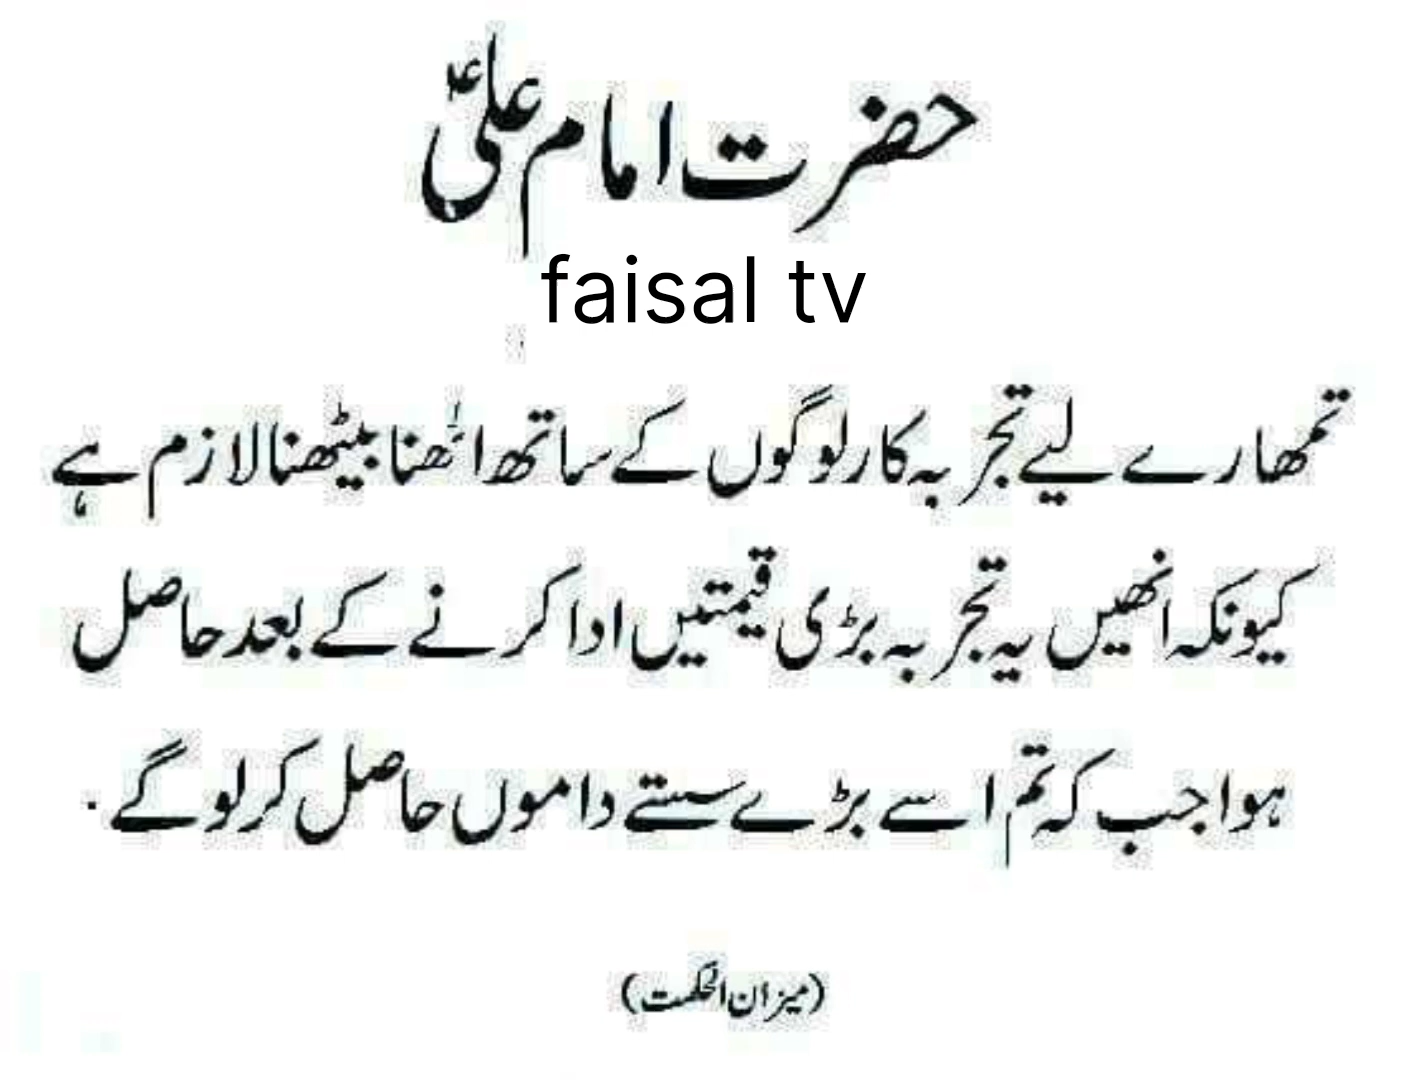 حضرت امام علیؑ
faisal tv
تمھارے لیے تجربہ کار لوگوں کے ساتھ اٹھنا بیٹھنا لازم ہے
کیونکہ انھیں یہ تجربہ بڑی قیمتیں ادا کرنے کے بعد حاصل
ہوا جب کہ تم اسے بڑے سستے داموں حاصل کر لو گے .
(میزان الحکمت)